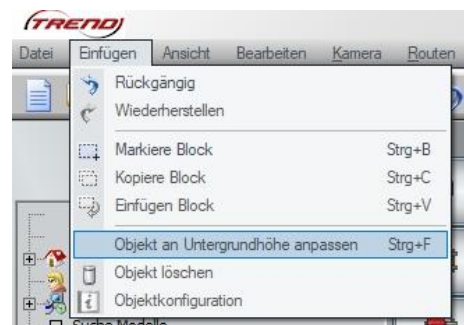 TREND
Datei Einfügen Ansicht Bearbeiten Kamera Routen
Rückgängig
Wiederherstellen
Markiere Block Strg+B
Kopiere Block Strg+C
Einfügen Block Strg+V
Objekt an Untergrundhöhe anpassen Strg+F
Objekt löschen
Objektkonfiguration